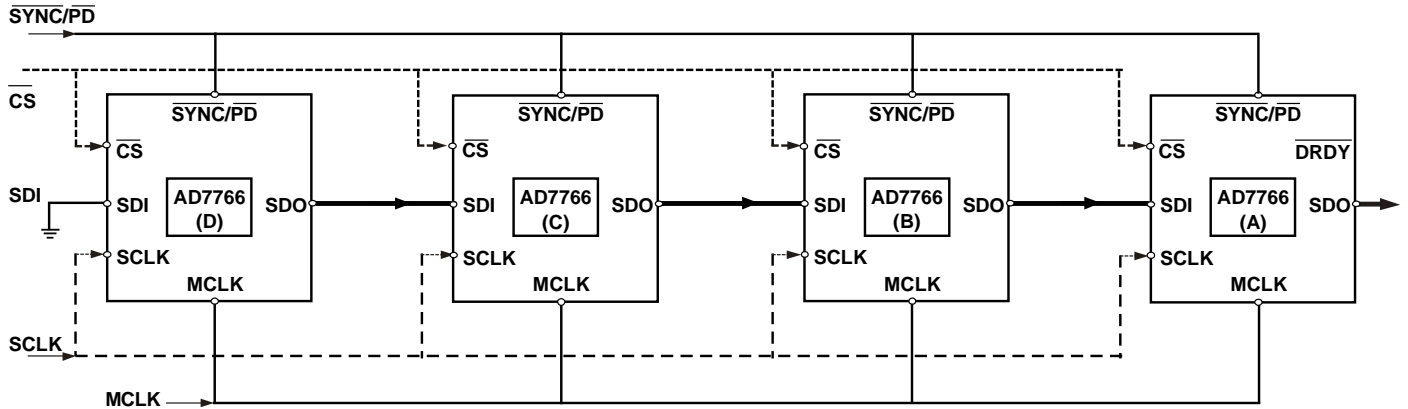 SYNC/PD
CS
SYNC/PD
SYNC/PD
SYNC/PD
SYNC/PD
CS
CS
CS
CS
DRDY
SDI
SDI
AD7766
(D)
SDO
SDI
AD7766
(C)
SDO
SDI
AD7766
(B)
SDO
SDI
AD7766
(A)
SDO
SCLK
SCLK
SCLK
SCLK
MCLK
MCLK
MCLK
MCLK
SCLK
MCLK